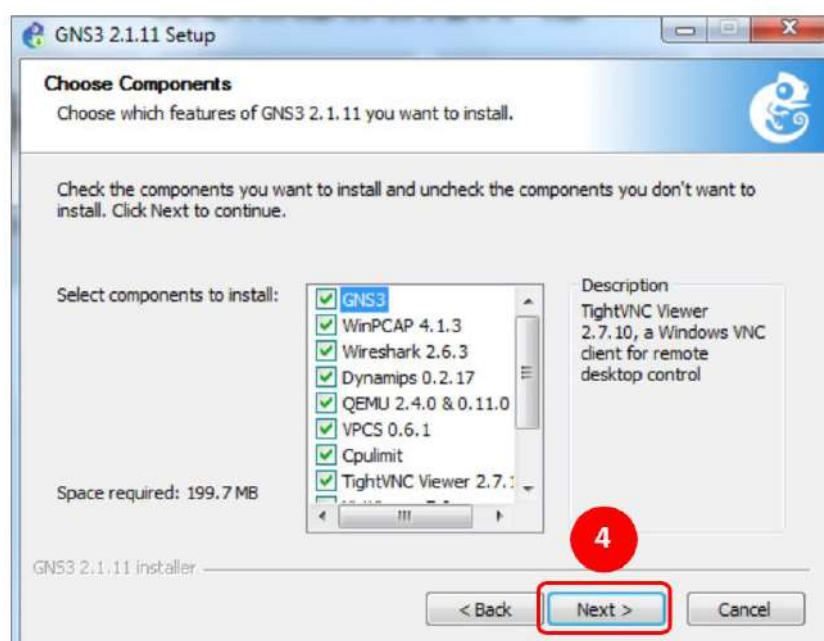 GNS3 2.1.11 Setup
Choose Components
Choose which features of GNS3 2.1.11 you want to install.
Check the components you want to install and uncheck the components you don't want to
install. Click Next to continue.
Select components to install:
GNS3
WinPCAP 4.1.3
Wireshark 2.6.3
Dynamips 0.2.17
QEMU 2.4.0 & 0.11.0
VPCS 0.6.1
Cpulimit
TightVNC Viewer 2.7.1
Description
TightVNC Viewer
2.7.10, a Windows VNC
client for remote
desktop control
Space required: 199.7 MB
4
GNS3 2.1.11 installer
< Back
Next >
Cancel